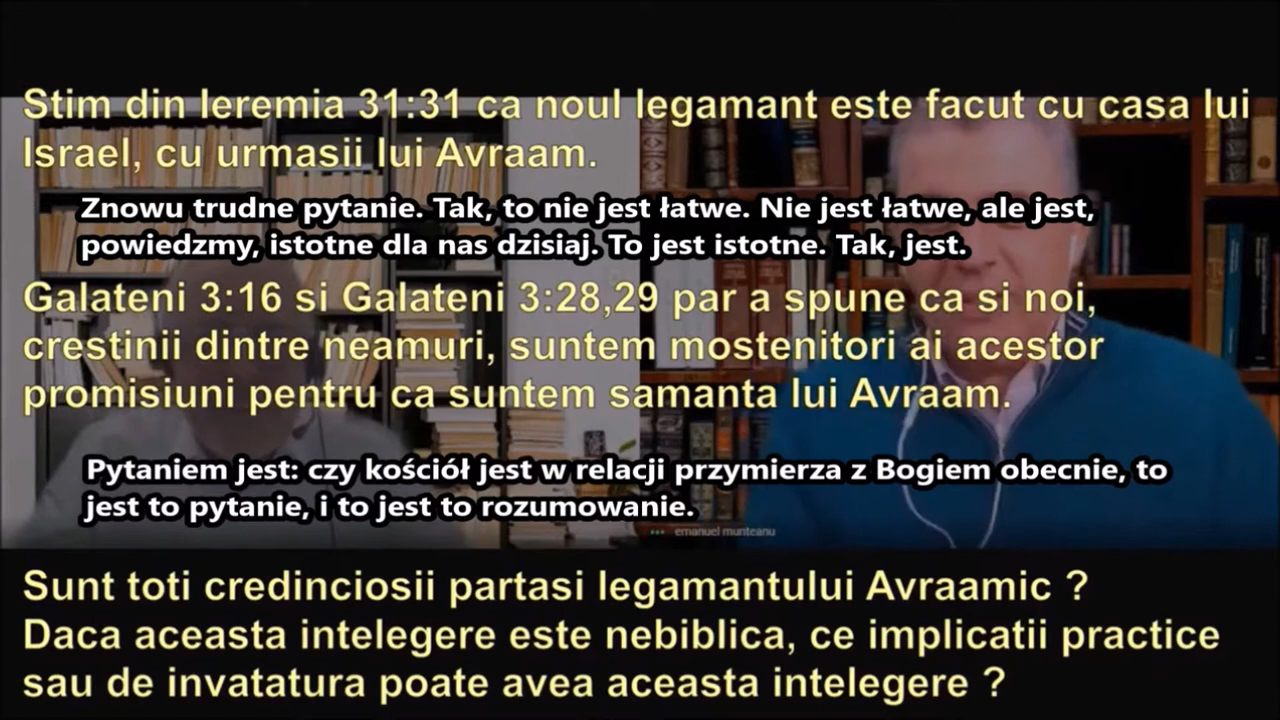 Stim din Ieremia 31:31 ca noul legamant este facut cu casa lui
Israel, cu urmasii lui Avraam.
Znowu trudne pytanie. Tak, to nie jest łatwe. Nie jest łatwe, ale jest,
powiedzmy, istotne dla nas dzisiaj. To jest istotne. Tak, jest.
Galateni 3:16 si Galateni 3:28,29 par a spune ca si noi,
crestinii dintre neamuri, suntem mostenitori ai acestor
promisiuni pentru ca suntem samanta lui Avraam.
Pytaniem jest: czy kościół jest w relacji przymierza z Bogiem obecnie, to
jest to pytanie, i to jest to rozumowanie.
emanuel munteanu
Sunt toti credinciosii partasi legamantului Avraamic ?
Daca aceasta intelegere este nebiblica, ce implicatii practice
sau de invatatura poate avea aceasta intelegere ?